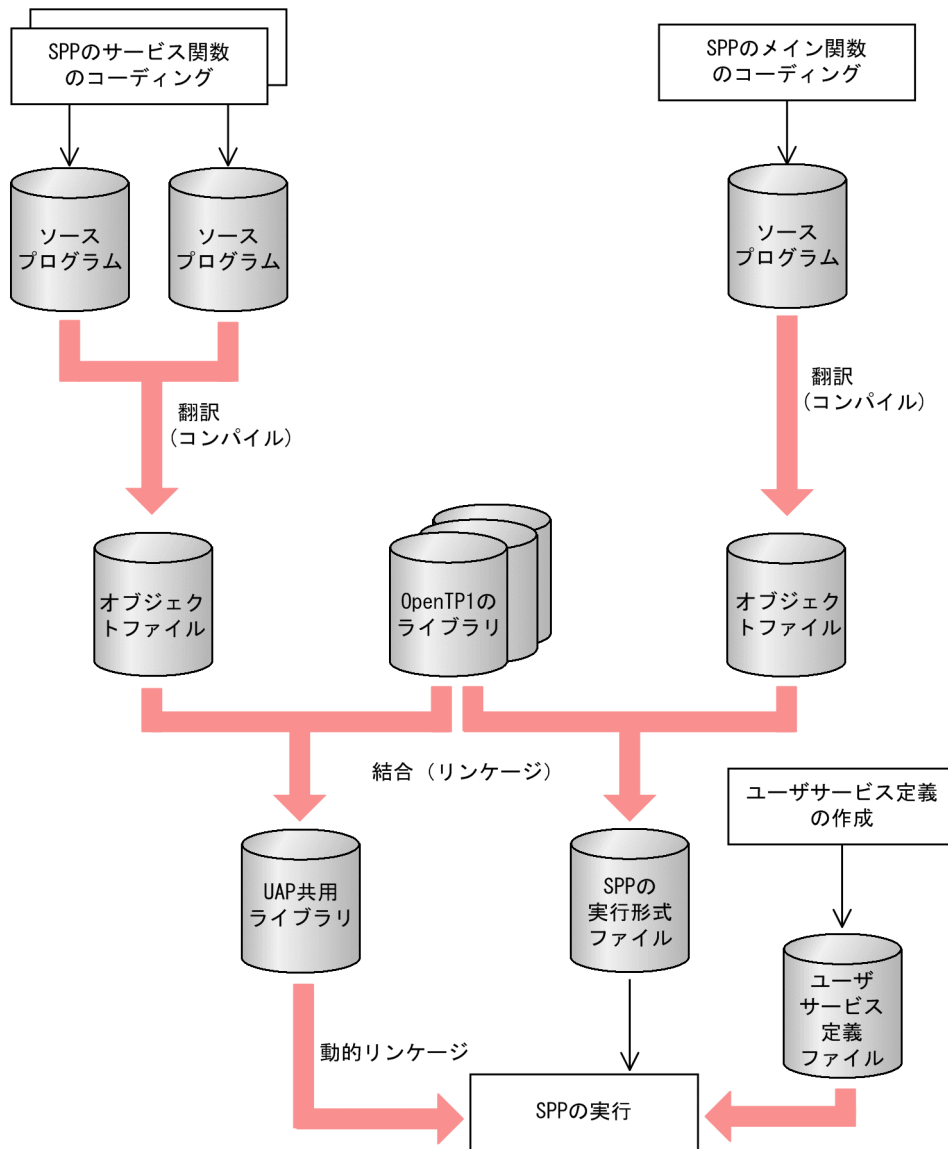 SPPのサービス関数
のコーディング
SPPのメイン関数
のコーディング
ソース
プログラム
ソース
プログラム
ソース
プログラム
翻訳
(コンパイル)
翻訳
(コンパイル)
オブジェク
トファイル
OpenTP1の
ライブラリ
オブジェク
トファイル
結合（リンケージ）
ユーザサービス定義
の作成
UAP共用
ライブラリ
SPPの
実行形式
ファイル
ユーザ
サービス
定義
ファイル
動的リンケージ
SPPの実行